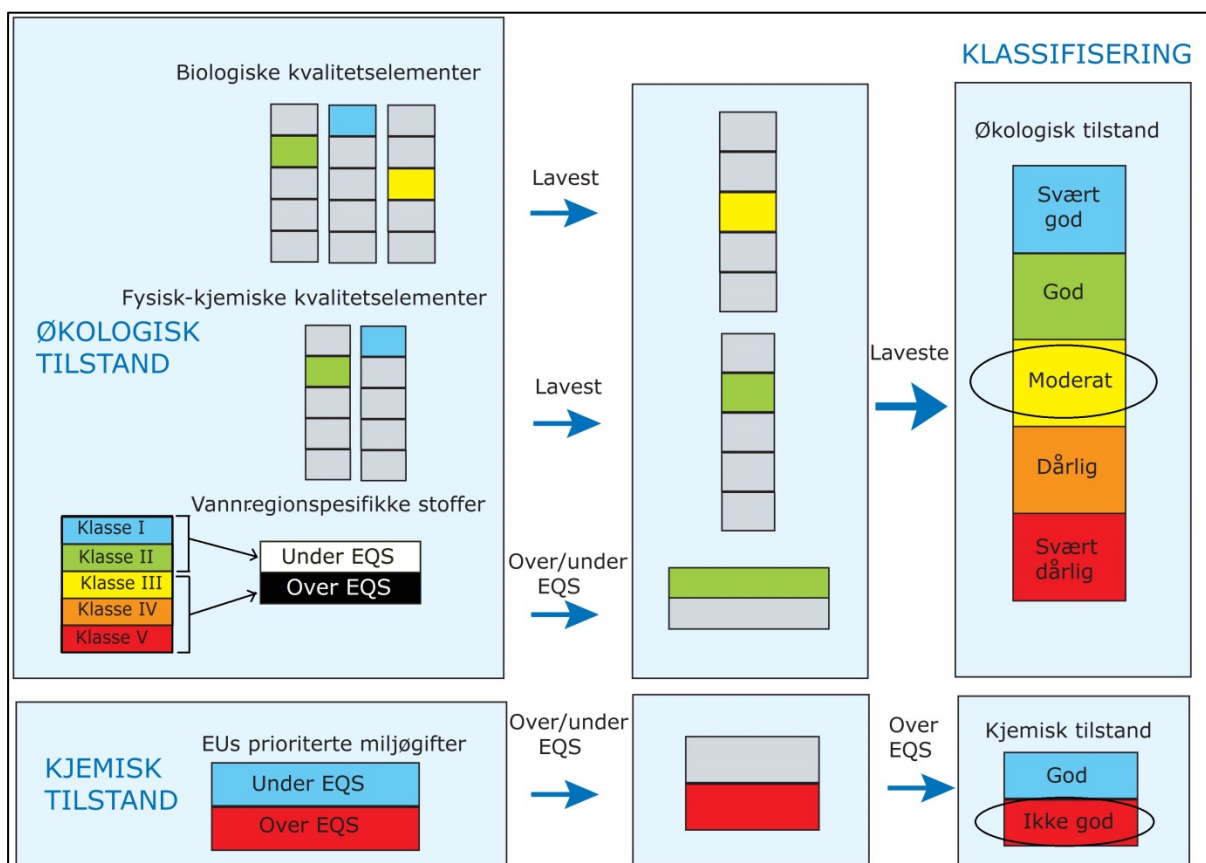 KLASSIFISERING
Biologiske kvalitetselementer
Lavest
Fysisk-kjemiske kvalitetselementer
ØKOLOGISK
TILSTAND
Lavest
Vannregionspesifikke stoffer
Klasse I
Klasse II
Klasse III
Klasse IV
Klasse V
Under EQS
Over EQS
Over/under
EQS
Laveste
Økologisk tilstand
Svært
god
God
Moderat
Dårlig
Svært
dårlig
KJEMISK
TILSTAND
EUs prioriterte miljøgifter
Under EQS
Over EQS
Over/under
EQS
Over
EQS
Kjemisk tilstand
God
Ikke god